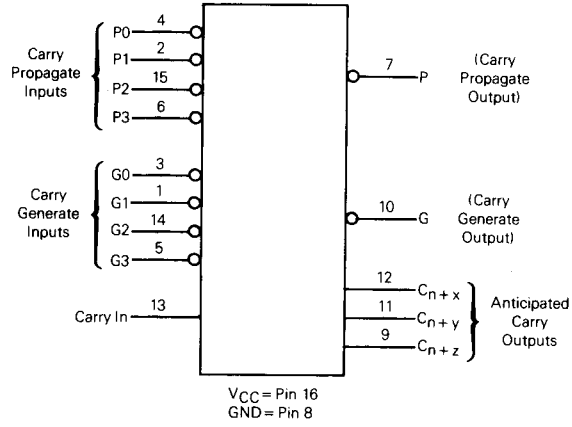 Carry
Propagate
Inputs
P0 4
P1 2
P2 15
P3 6
Carry
Generate
Inputs
G0 3
G1 1
G2 14
G3 5
Carry In 13
7 P
(Carry
Propagate
Output)
10 G
(Carry
Generate
Output)
12 Cn + x
11 Cn + y
9 Cn + z
Anticipated
Carry
Outputs
VCC = Pin 16
GND = Pin 8